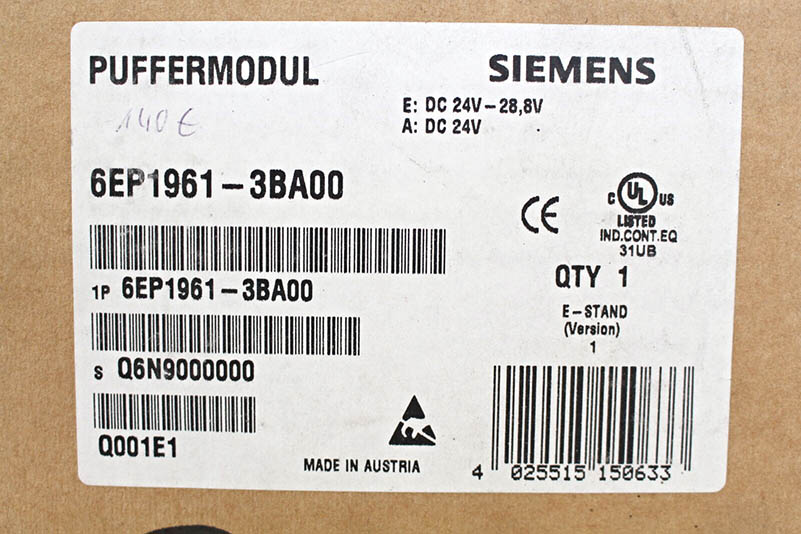 PUFFERMODUL
SIEMENS
E: DC 24V-28,8V
A: DC 24V
140 €
6EP1961-3BA00
CE
C UL US
LISTED
IND.CONT.EQ
31UB
1P 6EP1961-3BA00
QTY 1
E-STAND
(Version)
1
S Q6N9000000
Q001E1
MADE IN AUSTRIA
4 025515 150633